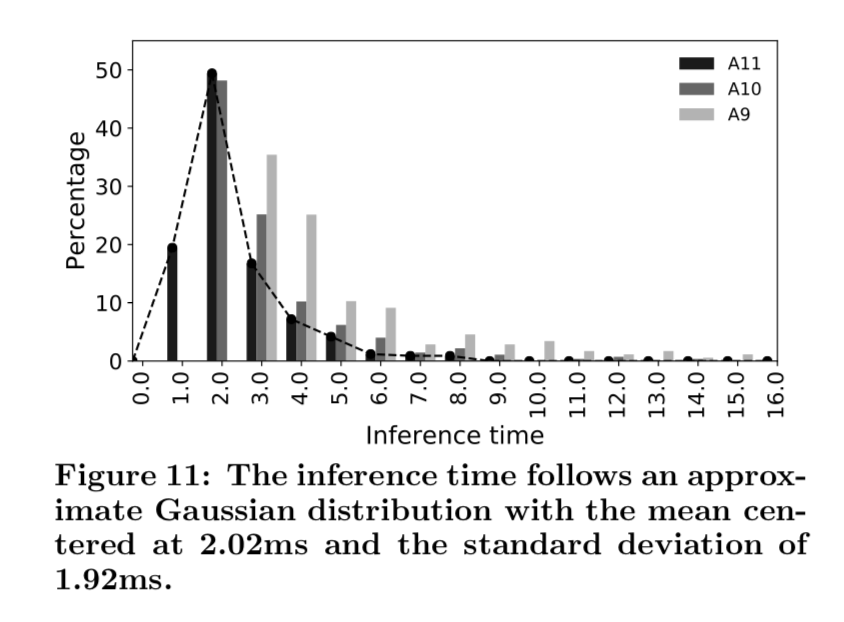 50
40
30
20
10
0
Percentage
A11
A10
A9
0.0
1.0
2.0
3.0
4.0
5.0
6.0
7.0
8.0
9.0
10.0
11.0
12.0
13.0
14.0
15.0
16.0
Inference time
Figure 11: The inference time follows an approx-
imate Gaussian distribution with the mean cen-
tered at 2.02ms and the standard deviation of
1.92ms.